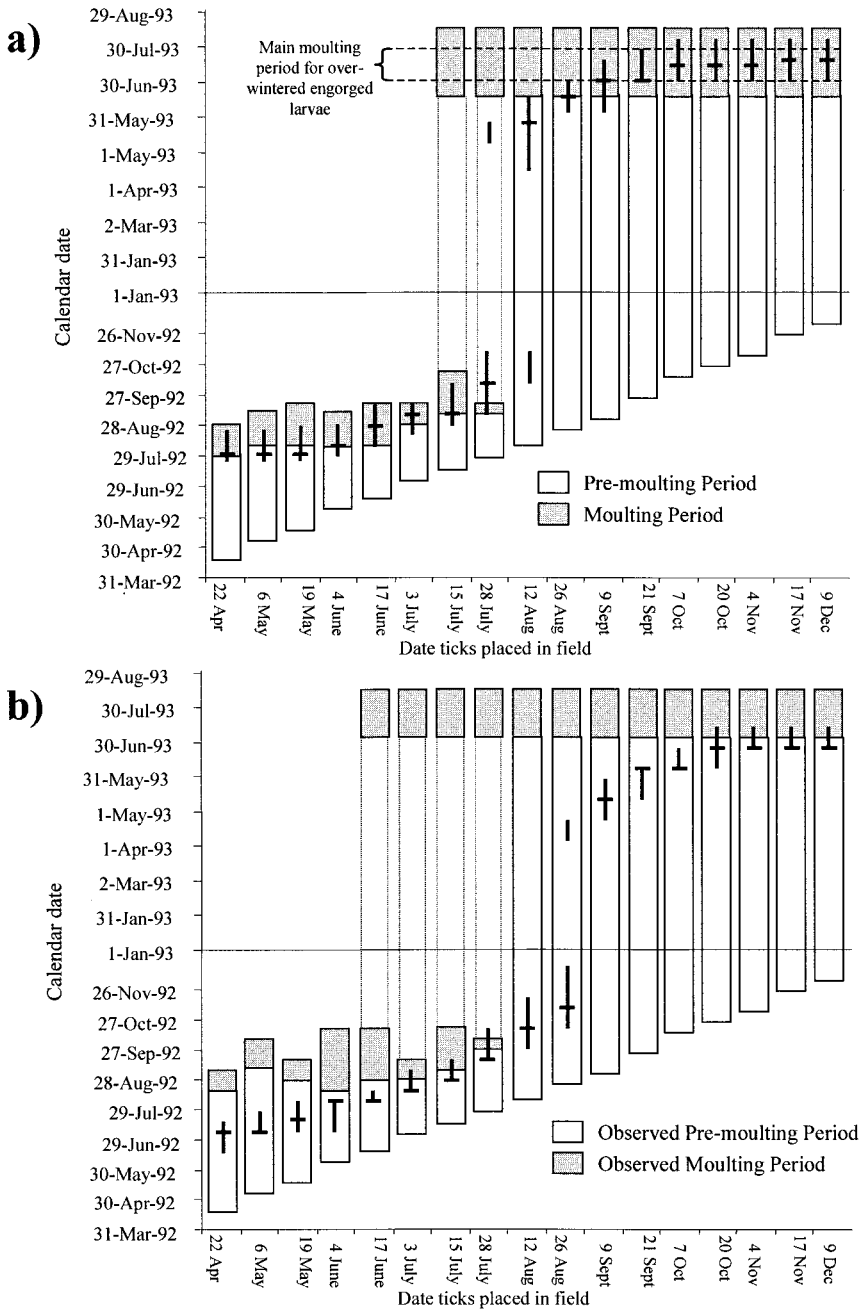 a)
29-Aug-93
30-Jul-93
30-Jun-93
31-May-93
1-May-93
1-Apr-93
2-Mar-93
31-Jan-93
1-Jan-93
26-Nov-92
27-Oct-92
27-Sep-92
28-Aug-92
29-Jul-92
29-Jun-92
30-May-92
30-Apr-92
31-Mar-92
Calendar date
Main moulting
period for over-
wintered engorged
larvae
Pre-moulting Period
Moulting Period
22 Apr
6 May
19 May
4 June
17 June
3 July
15 July
28 July
12 Aug
26 Aug
9 Sept
21 Sept
7 Oct
20 Oct
4 Nov
17 Nov
9 Dec
Date ticks placed in field
b)
29-Aug-93
30-Jul-93
30-Jun-93
31-May-93
1-May-93
1-Apr-93
2-Mar-93
31-Jan-93
1-Jan-93
26-Nov-92
27-Oct-92
27-Sep-92
28-Aug-92
29-Jul-92
29-Jun-92
30-May-92
30-Apr-92
31-Mar-92
Calendar date
Observed Pre-moulting Period
Observed Moulting Period
22 Apr
6 May
19 May
4 June
17 June
3 July
15 July
28 July
12 Aug
26 Aug
9 Sept
21 Sept
7 Oct
20 Oct
4 Nov
17 Nov
9 Dec
Date ticks placed in field